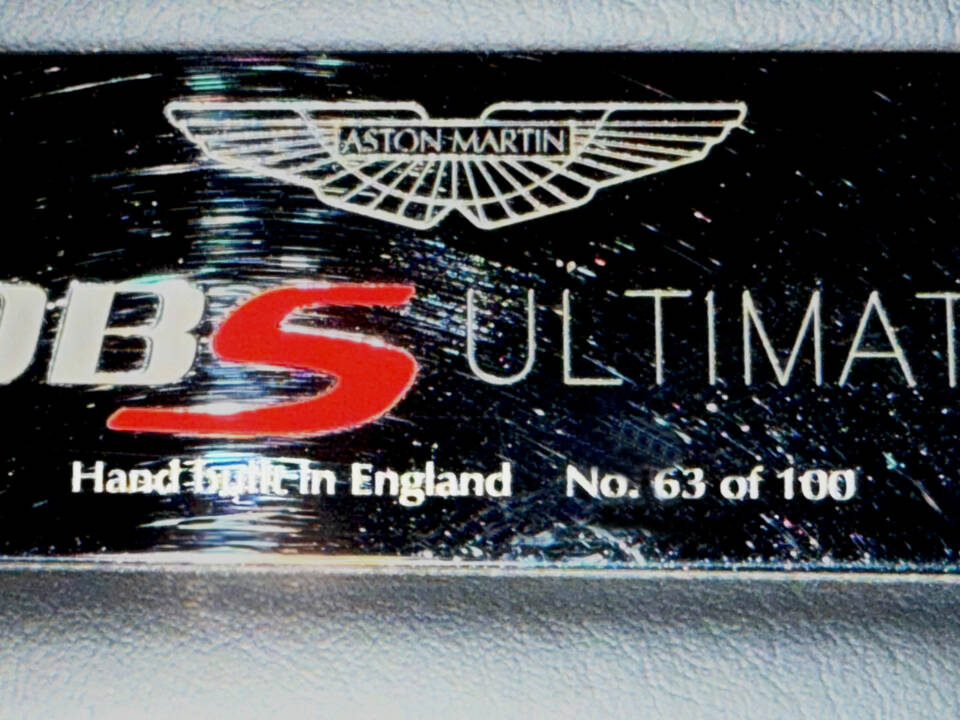 ASTON MARTIN
DBS ULTIMAT
Hand built in England No. 63 of 100